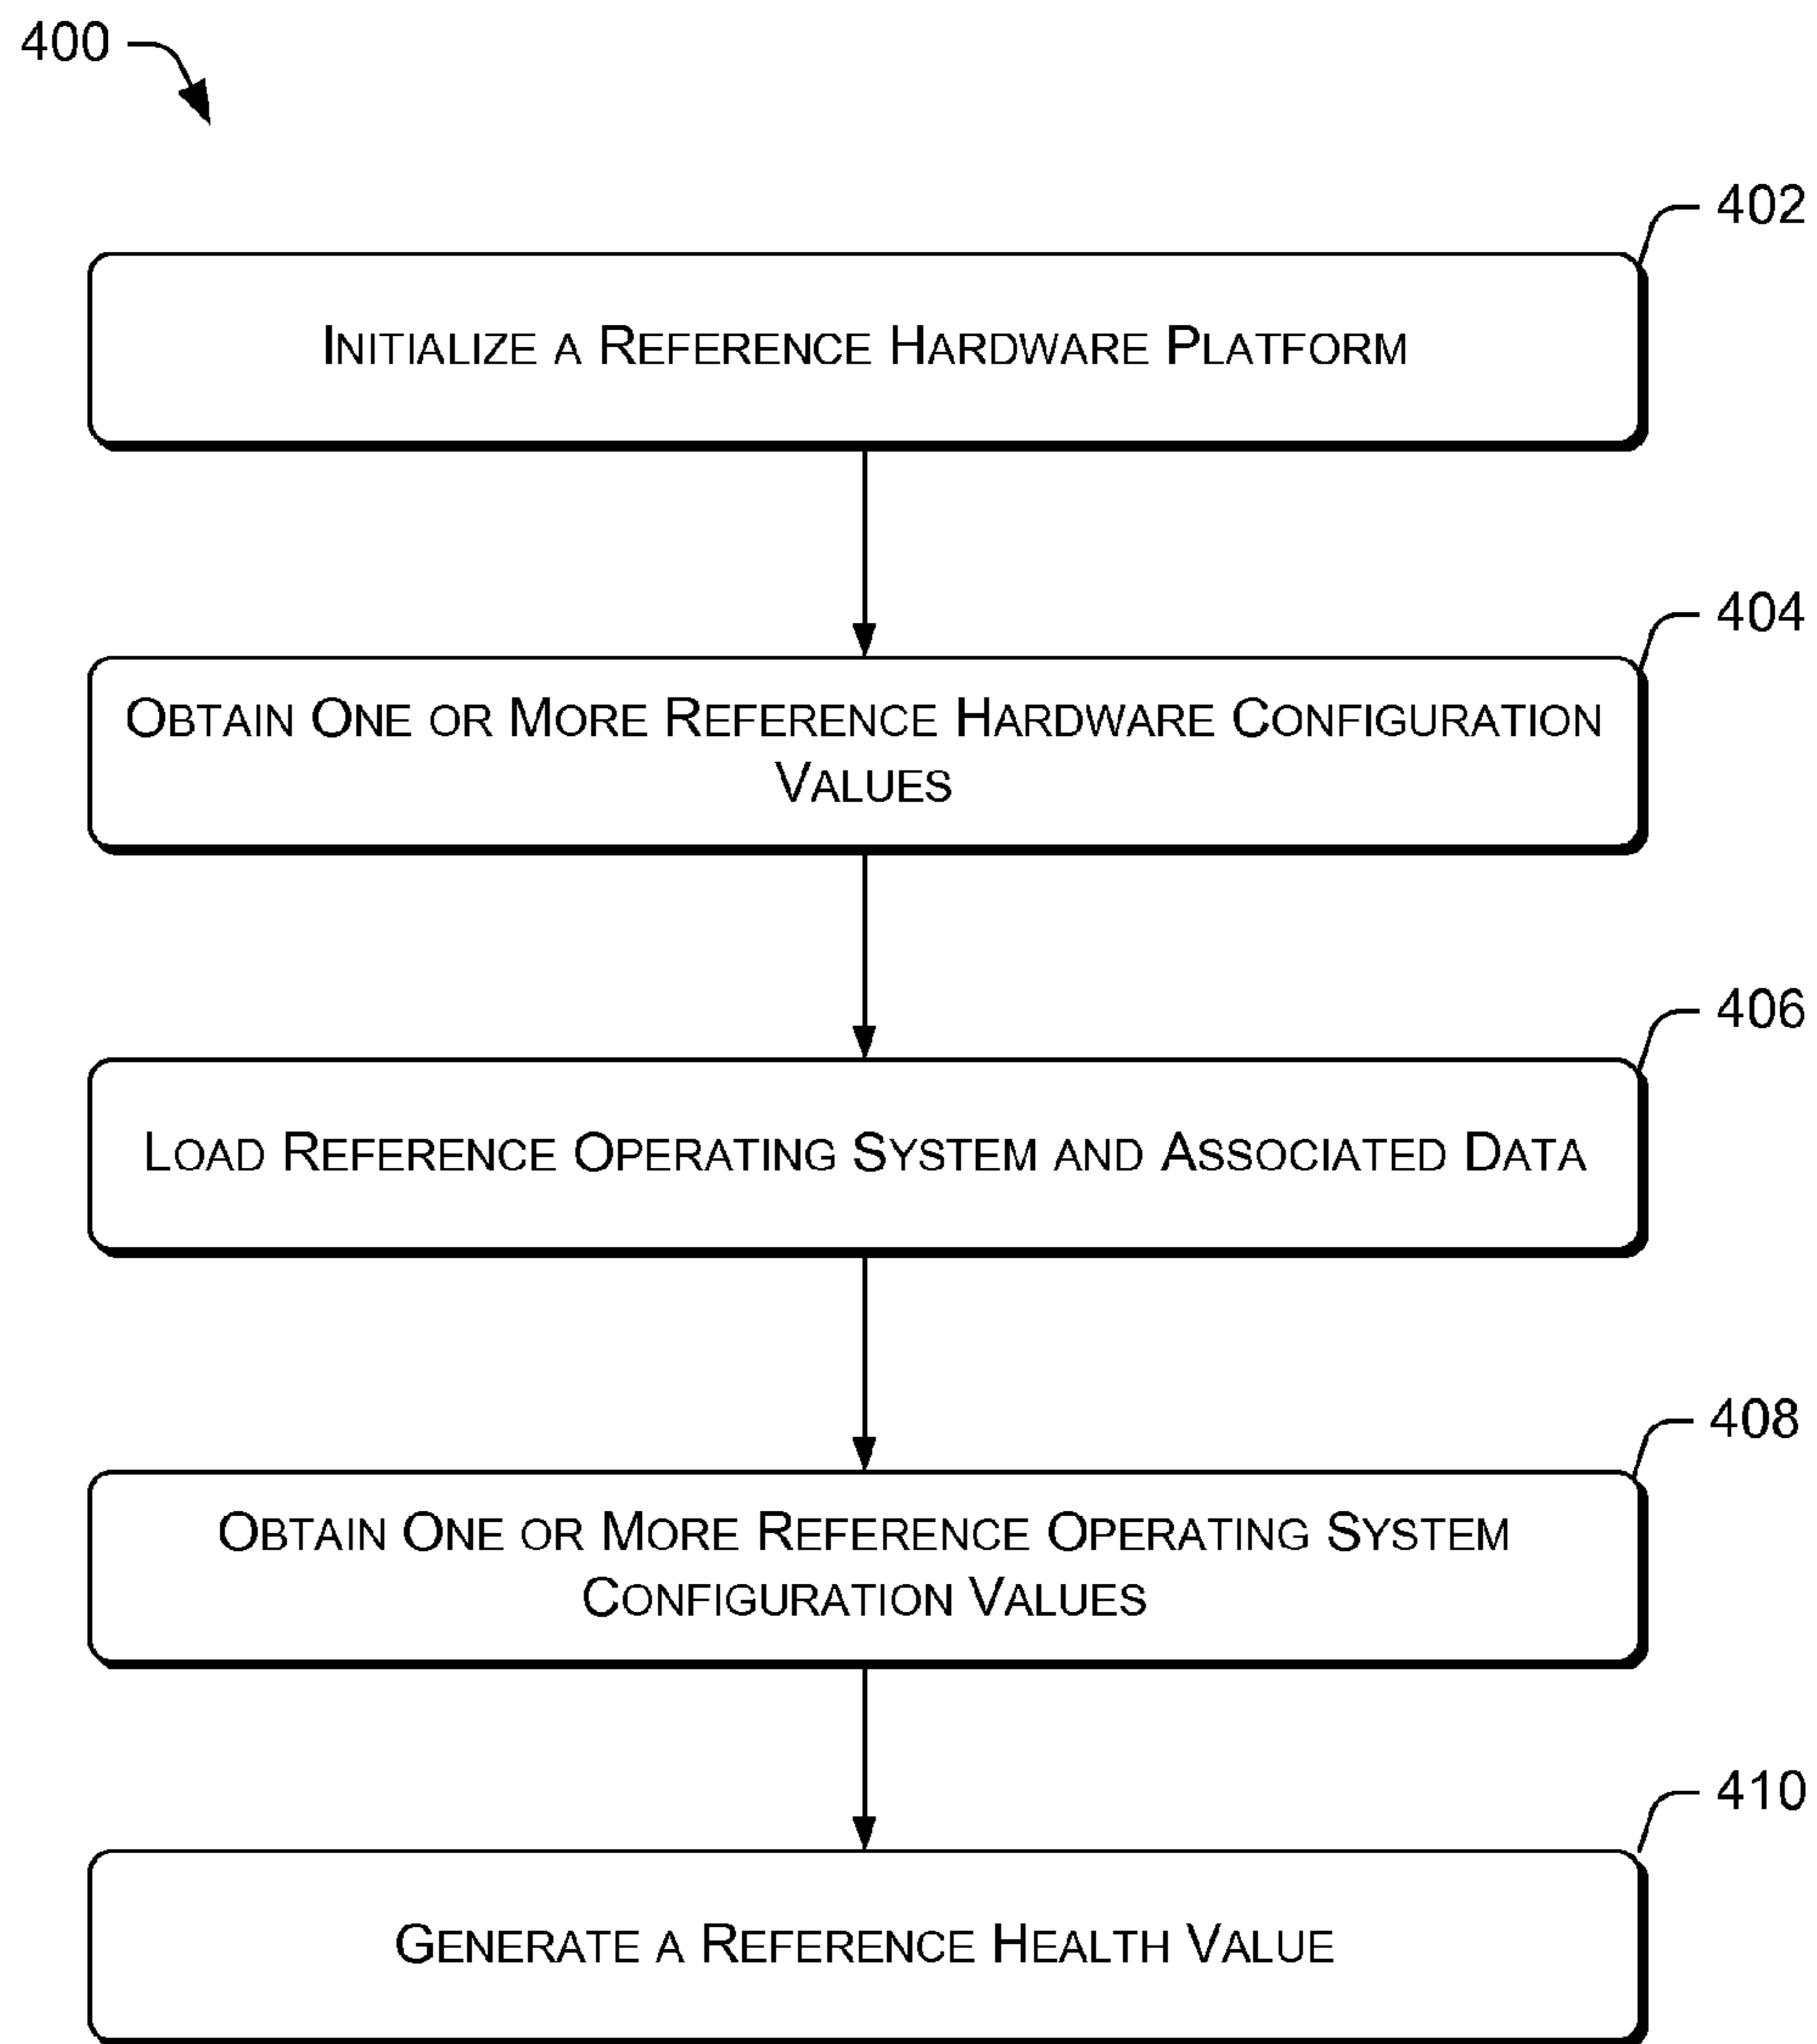 400
402
INITIALIZE A REFERENCE HARDWARE PLATFORM
404
OBTAIN ONE OR MORE REFERENCE HARDWARE CONFIGURATION
VALUES
406
LOAD REFERENCE OPERATING SYSTEM AND ASSOCIATED DATA
408
OBTAIN ONE OR MORE REFERENCE OPERATING SYSTEM
CONFIGURATION VALUES
410
GENERATE A REFERENCE HEALTH VALUE